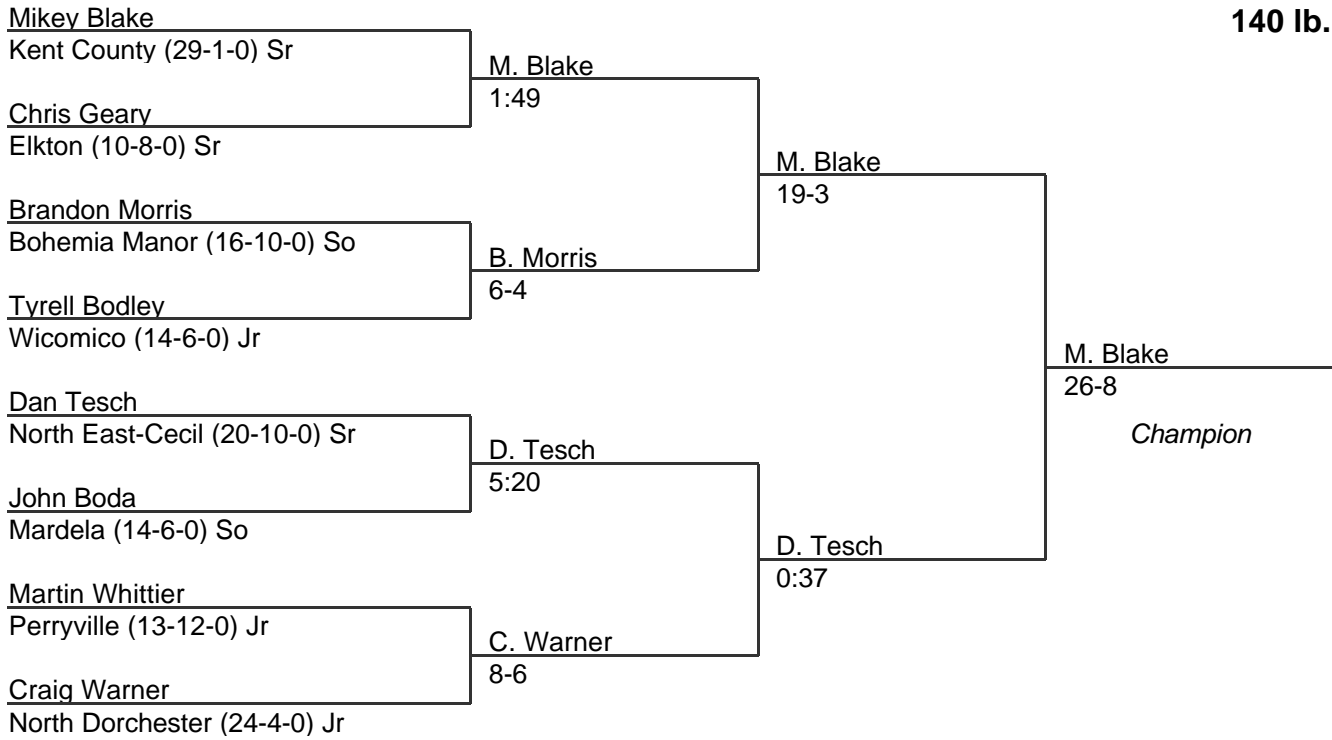 140 lb.
Mikey Blake
Kent County (29-1-0) Sr
M. Blake
1:49
Chris Geary
Elkton (10-8-0) Sr
M. Blake
19-3
Brandon Morris
Bohemia Manor (16-10-0) So
B. Morris
6-4
Tyrell Bodley
Wicomico (14-6-0) Jr
M. Blake
26-8
Champion
Dan Tesch
North East-Cecil (20-10-0) Sr
D. Tesch
5:20
John Boda
Mardela (14-6-0) So
D. Tesch
0:37
Martin Whittier
Perryville (13-12-0) Jr
C. Warner
8-6
Craig Warner
North Dorchester (24-4-0) Jr